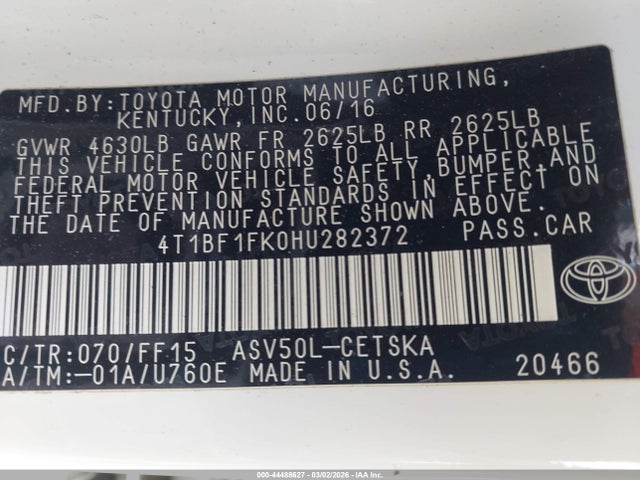 MFD.BY:TOYOTA MOTOR MANUFACTURING,
KENTUCKY,INC.06/16
GVWR 4630LB GAWR FR 2625LB RR 2625LB
THIS VEHICLE CONFORMS TO ALL APPLICABLE
FEDERAL MOTOR VEHICLE SAFETY,BUMPER,AND
THEFT PREVENTION STANDARDS IN EFFECT ON
THE DATE OF MANUFACTURE SHOWN ABOVE.
4T1BF1FK0HU282372 PASS.CAR
C/TR:070/FF15 ASV50L-CETSKA
A/TM:-01A/U760E MADE IN U.S.A. 20466
TOYOTA
000-44488627 - 03/02/2026 - IAA Inc.